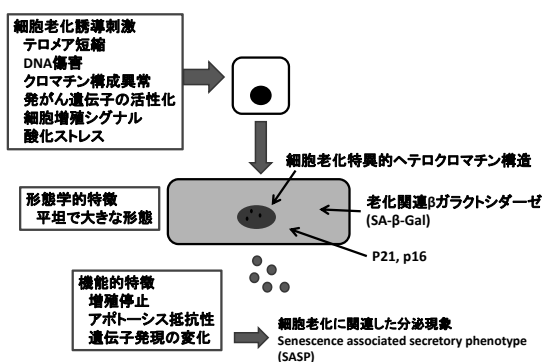 細胞老化誘導刺激
テロメア短縮
DNA傷害
クロマチン構成異常
発がん遺伝子の活性化
細胞増殖シグナル
酸化ストレス
細胞老化特異的ヘテロクロマチン構造
形態学的特徴
平坦で大きな形態
老化関連βガラクトシダーゼ
(SA-β-Gal)
P21, p16
機能的特徴
増殖停止
アポトーシス抵抗性
遺伝子発現の変化
細胞老化に関連した分泌現象
Senescence associated secretory phenotype
(SASP)